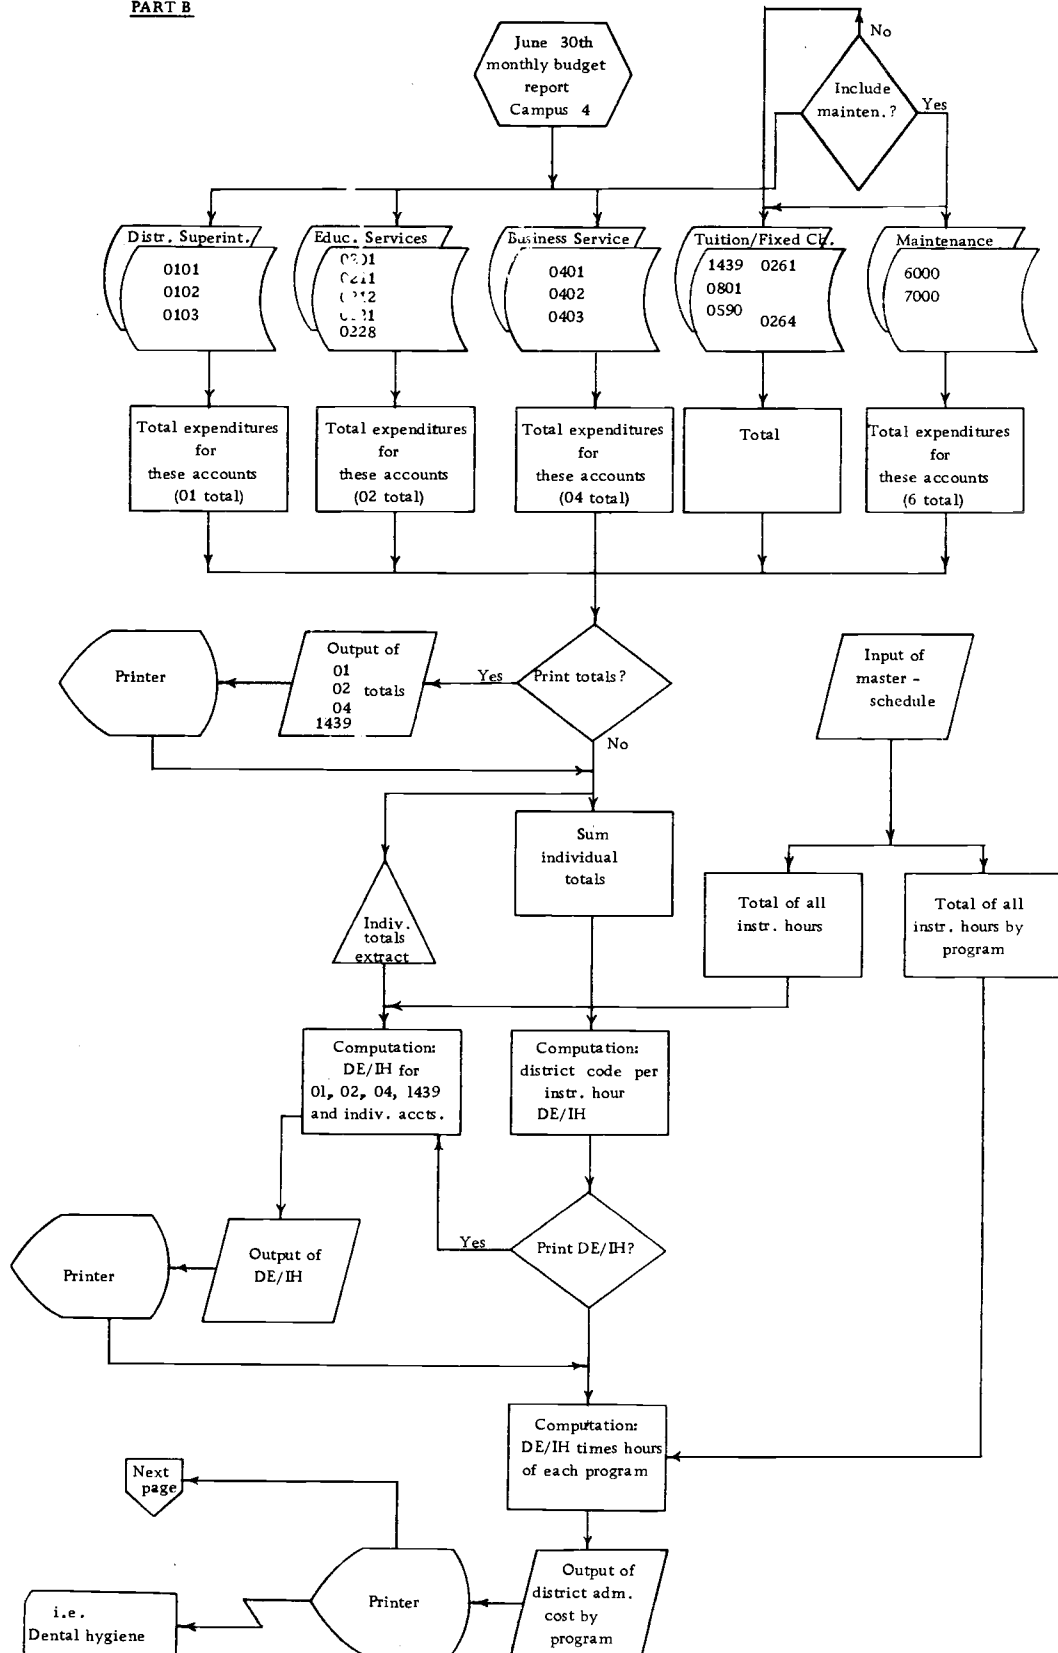 PART B
June 30th
monthly budget
report
Campus 4
No
Include
mainten.?
Yes
Distr. Superint.
0101
0102
0103
Educ. Services
0228
Business Service
0401
0402
0403
Tuition/Fixed Ch.
1439 0261
0801
0590
0264
Maintenance
6000
7000
Total expenditures
for
these accounts
(01 total)
Total expenditures
for
these accounts
(02 total)
Total expenditures
for
these accounts
(04 total)
Total
Total expenditures
for
these accounts
(6 total)
Printer
Output of
01
02 totals
04
1439
Yes
Print totals?
No
Input of
master -
schedule
Sum
individual
totals
Indiv.
totals
extract
Total of all
instr. hours
Total of all
instr. hours by
program
Computation:
DE/IH for
01, 02, 04, 1439
and indiv. accts.
Computation:
district code per
instr. hour
DE/IH
Yes
Print DE/IH?
Output of
DE/IH
Printer
Computation:
DE/IH times hours
of each program
Next
page
Output of
district adm.
cost by
program
Printer
i.e.
Dental hygiene